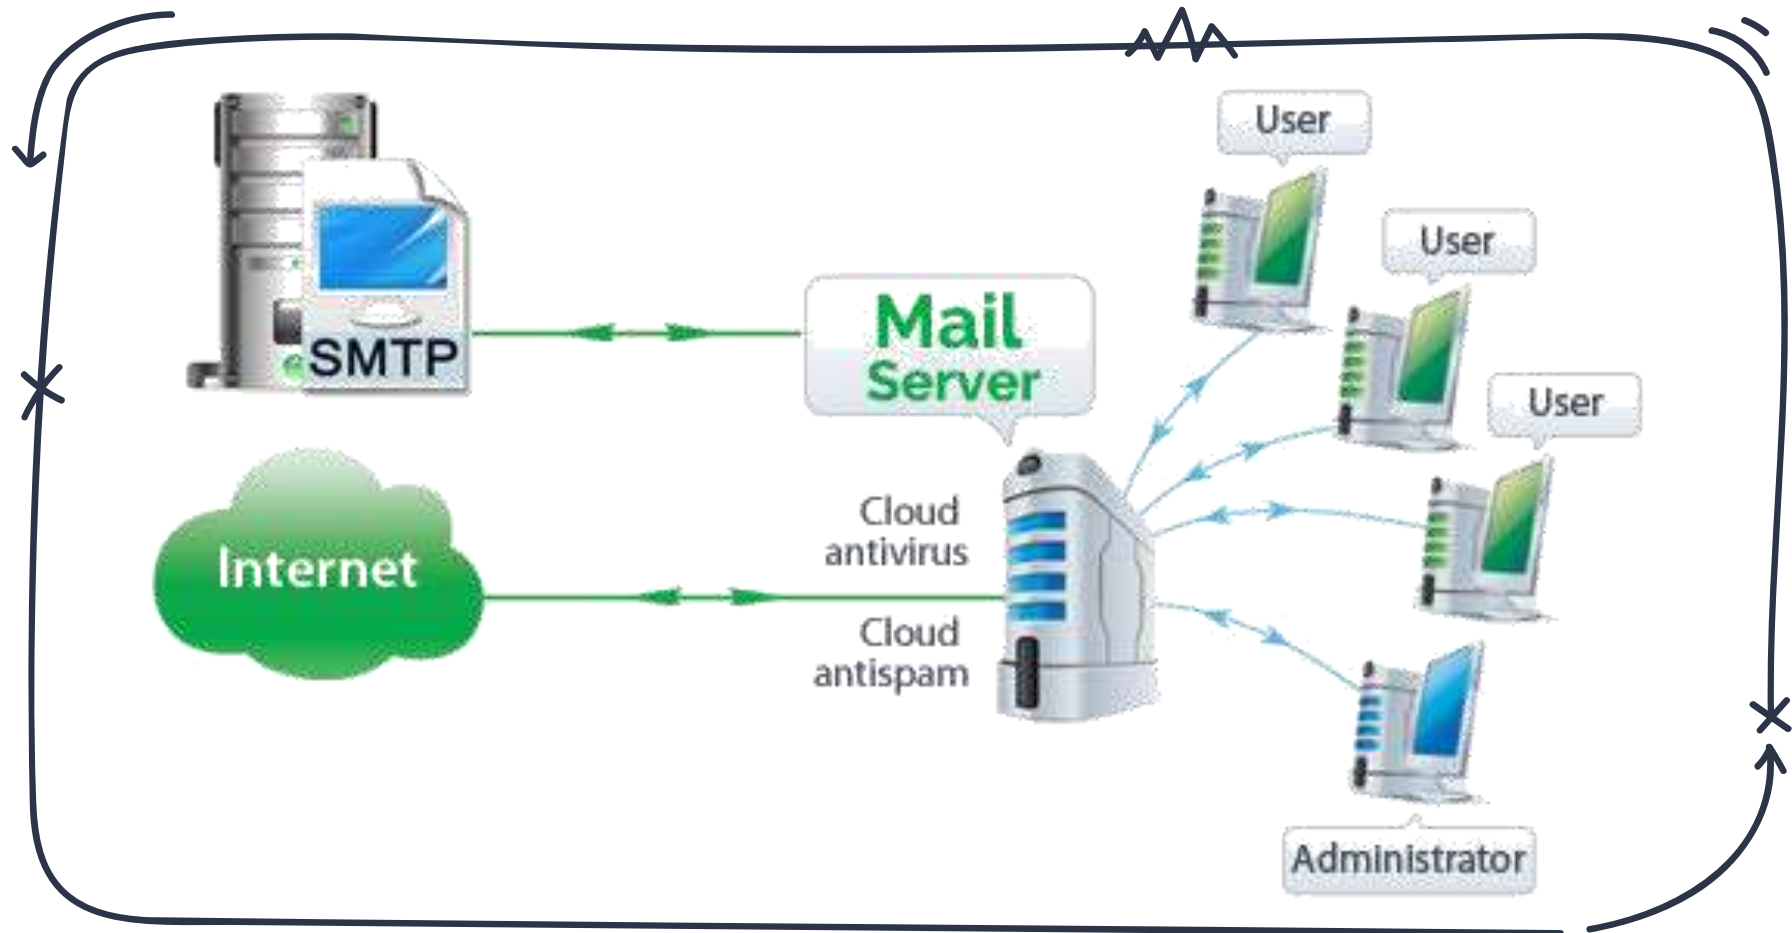 User
User
SMTP
Mail
Server
User
Cloud
antivirus
Internet
Cloud
antispam
Administrator